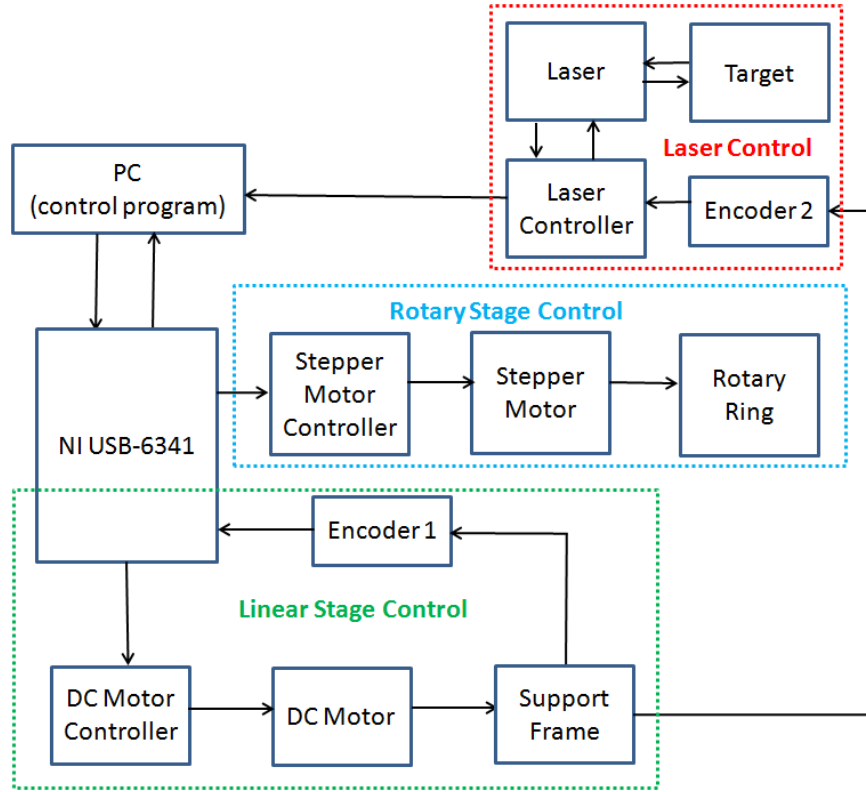 Laser
Target
Laser Control
PC
(control program)
Laser
Controller
Encoder 2
Rotary Stage Control
Stepper
Motor
Controller
Stepper
Motor
Rotary
Ring
NI USB-6341
Encoder 1
Linear Stage Control
DC Motor
Controller
DC Motor
Support
Frame